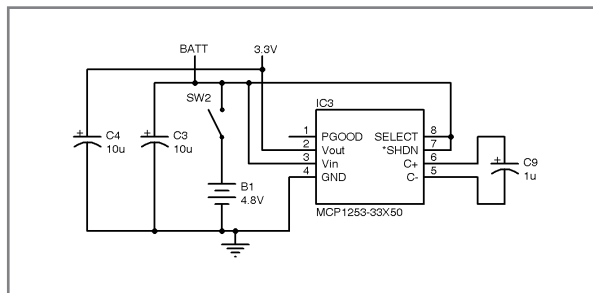 BATT 3.3V
SW2
IC3
C4
10u
C3
10u
B1
4.8V
1 PGOOD SELECT 8
2 Vout *SHDN 7
3 Vin C+ 6
4 GND C- 5
MCP1253-33X50
+
+
+
C9
1u